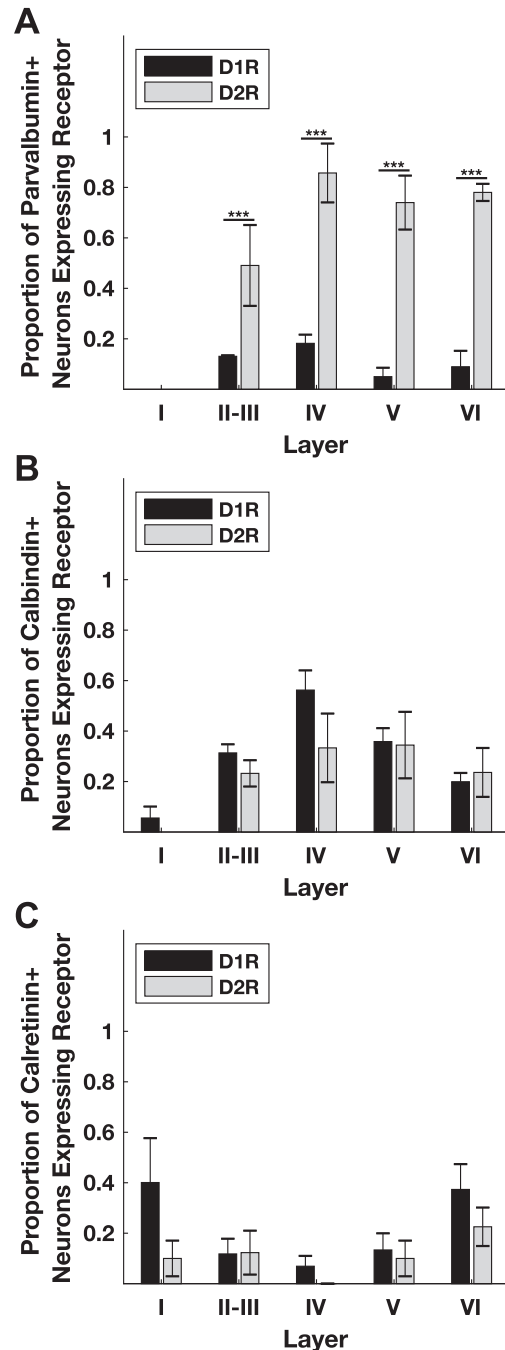 A
Proportion of Parvalbumin+
Neurons Expressing Receptor
D1R
D2R
1
0.8
0.6
0.4
0.2
***
***
***
***
I II-III IV V VI
Layer
B
Proportion of Calbindin+
Neurons Expressing Receptor
D1R
D2R
1
0.8
0.6
0.4
0.2
I II-III IV V VI
Layer
C
Proportion of Calretinin+
Neurons Expressing Receptor
D1R
D2R
1
0.8
0.6
0.4
0.2
I II-III IV V VI
Layer